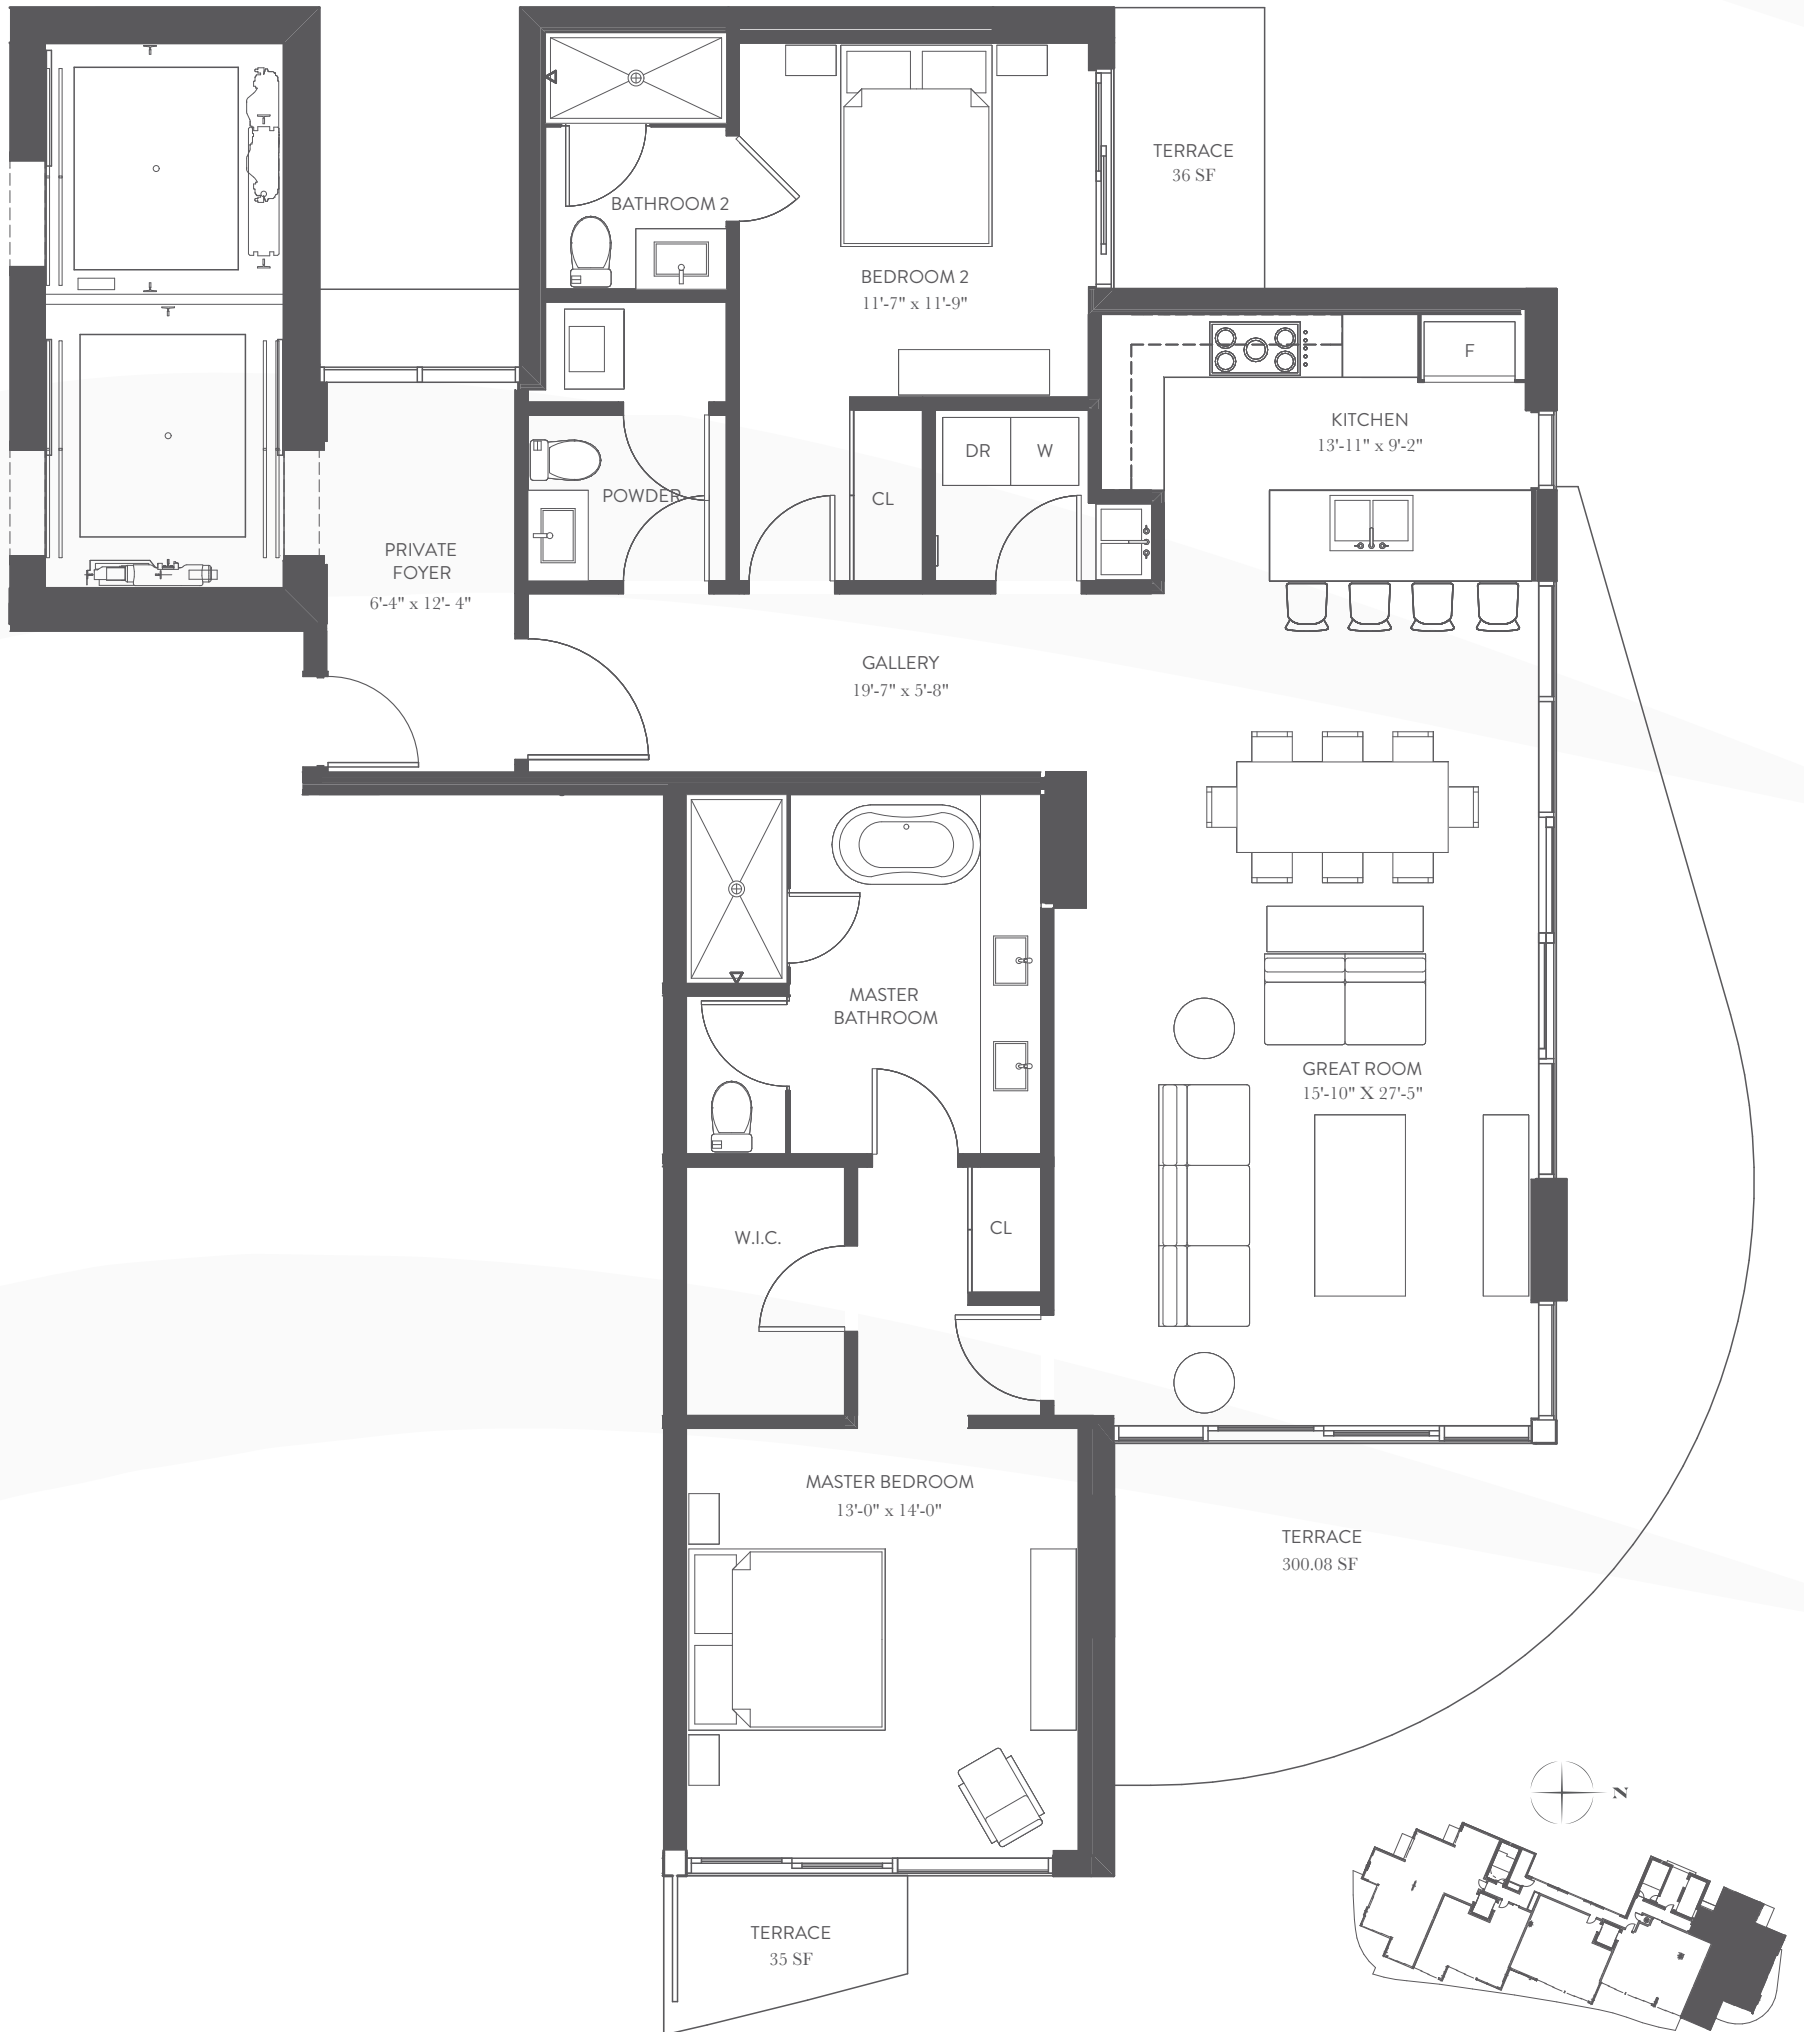 TERRACE
36 SF
BATHROOM 2
BEDROOM 2
11'-7" x 11'-9"
F
KITCHEN
13'-11" x 9'-2"
DR
W
CL
POWDER
PRIVATE
FOYER
6'-4" x 12'- 4"
GALLERY
19'-7" x 5'-8"
MASTER
BATHROOM
GREAT ROOM
15'-10" X 27'-5"
W.I.C.
CL
MASTER BEDROOM
13'-0" x 14'-0"
TERRACE
300.08 SF
N
TERRACE
35 SF